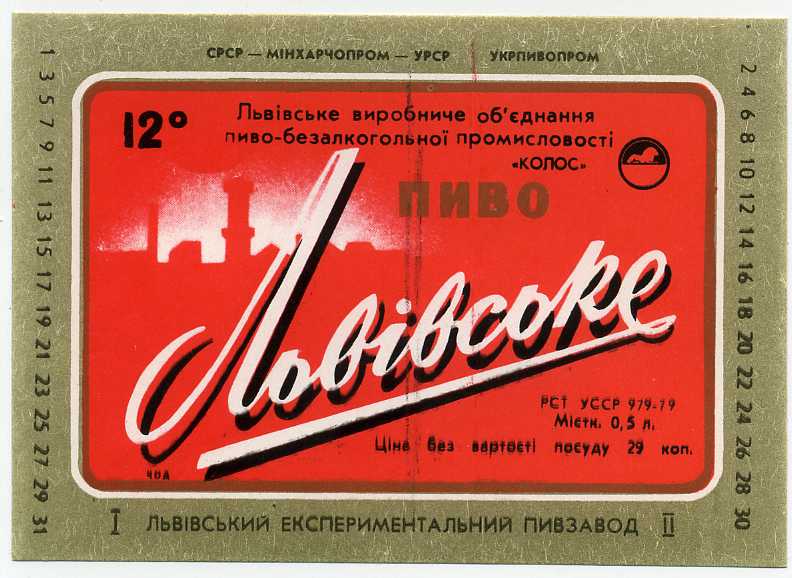 СРСР — МІНХАРЧОПРОМ — УРСР УКРПИВОПРОМ
12°
Львівське виробниче об'єднання
пиво-безалкогольної промисловості
«КОЛОС»
ПИВО
Львівське
РСТ УССР 979-79
Містк. 0,5 л.
Ціна без вартості посуду 29 коп.
1 3 5 7 9 11 13 15 17 19 21 23 25 27 29 31
2 4 6 8 10 12 14 16 18 20 22 24 26 28 30
I ЛЬВІВСЬКИЙ ЕКСПЕРИМЕНТАЛЬНИЙ ПИВЗАВОД II